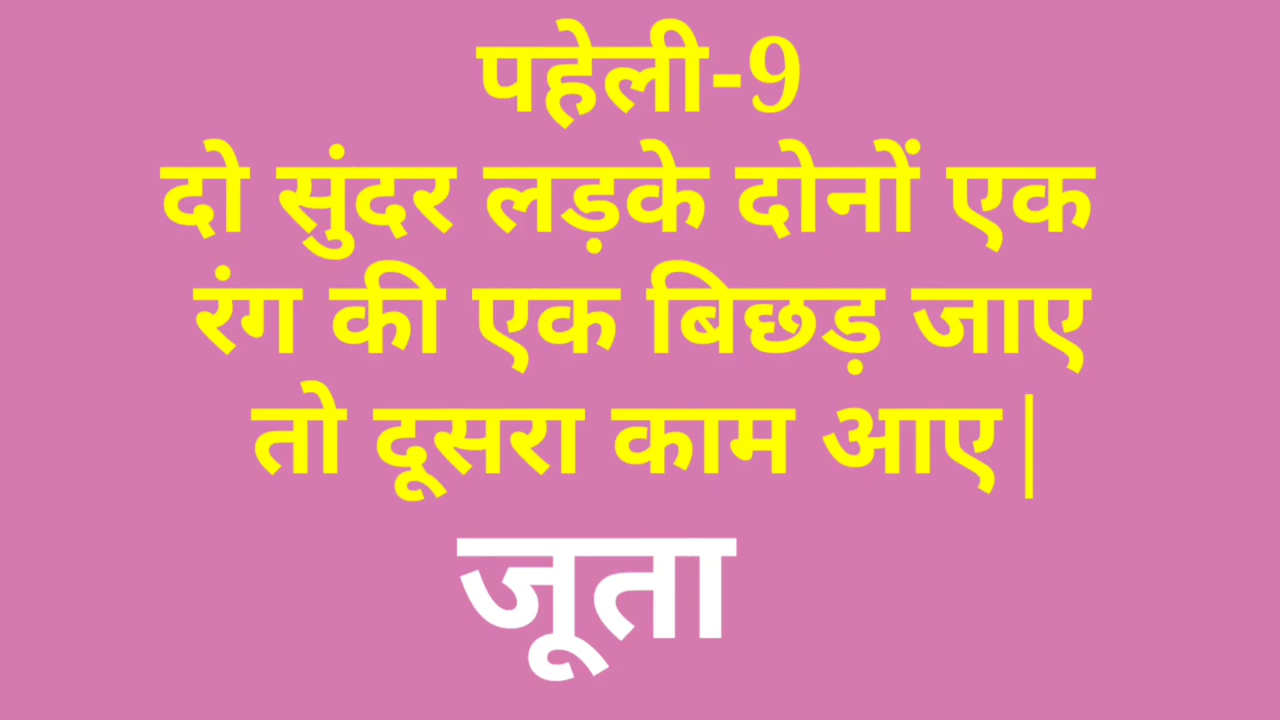 पहेली-9
दो सुंदर लड़के दोनों एक
रंग की एक बिछड़ जाए
तो दूसरा काम आए|
जूता